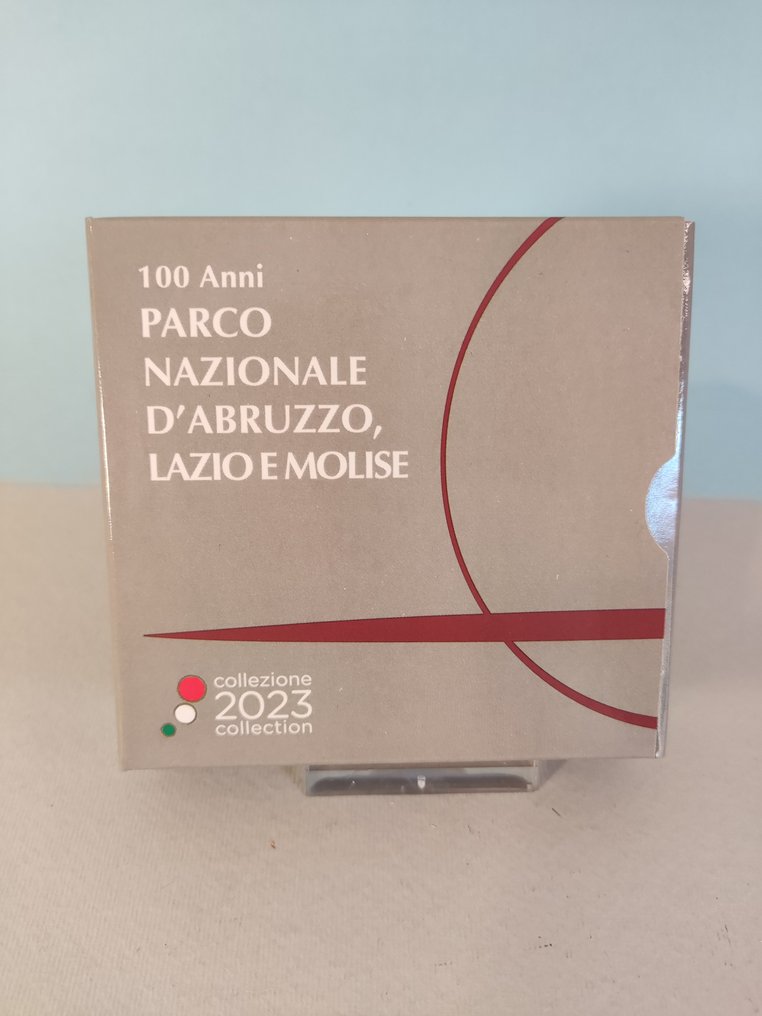 100 Anni
PARCO
NAZIONALE
D'ABRUZZO,
LAZIO E MOLISE
collezione
2023
collection